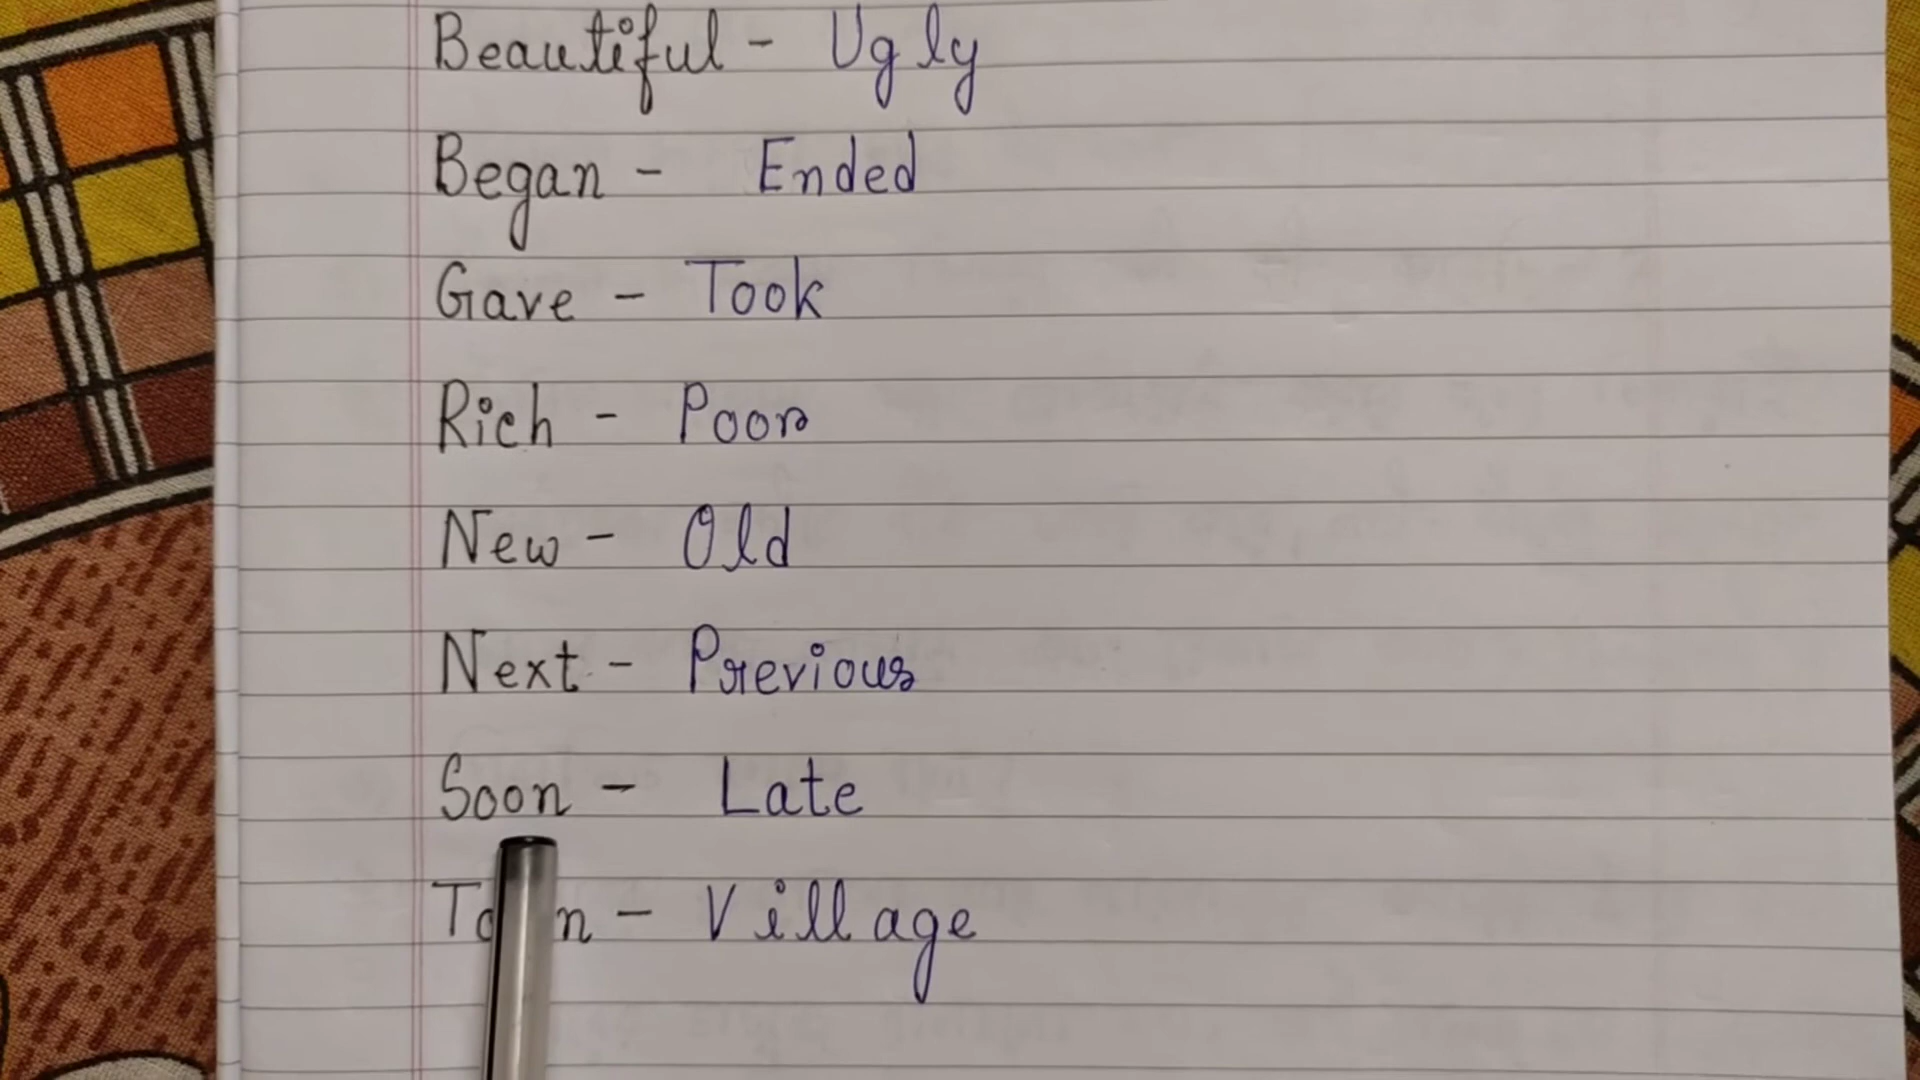 Beautiful - Ugly
Began - Ended
Gave - Took
Rich - Poor
New - Old
Next - Previous
Soon - Late
- Village